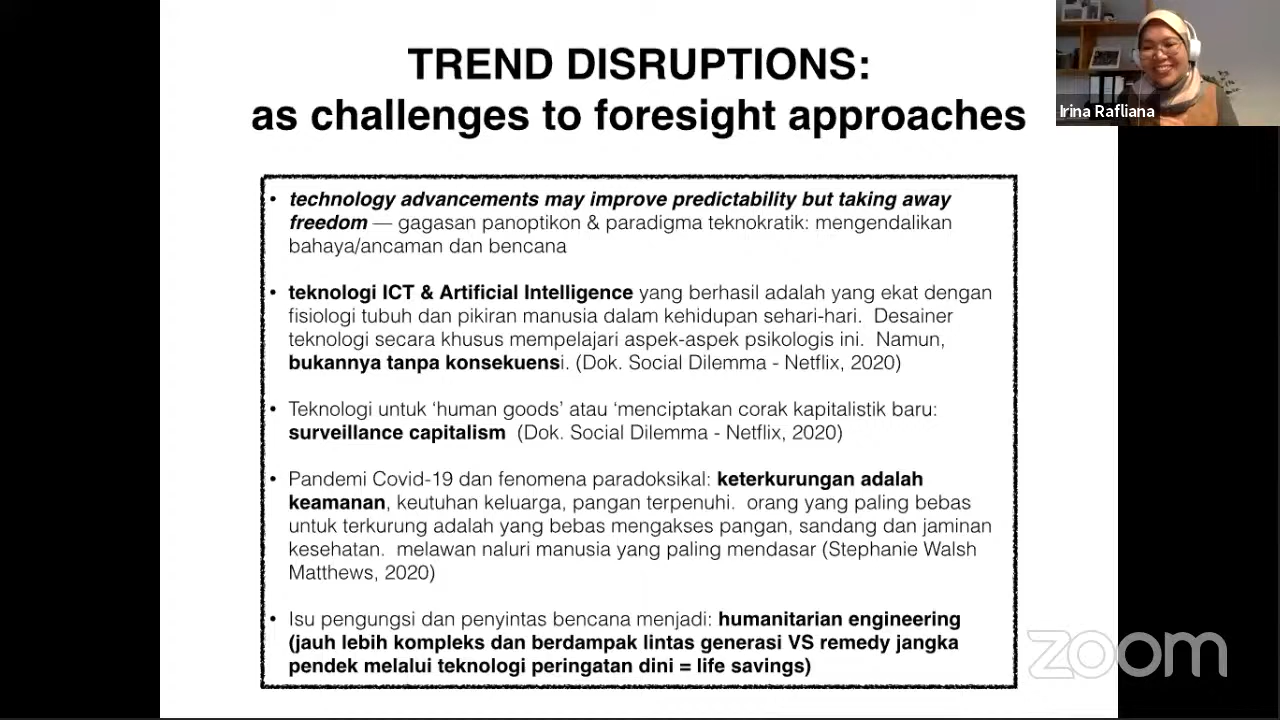 TREND DISRUPTIONS:
as challenges to foresight approaches
Irina Rafliana
• technology advancements may improve predictability but taking away
freedom — gagasan panoptikon & paradigma teknokratik: mengendalikan
bahaya/ancaman dan bencana
• teknologi ICT & Artificial Intelligence yang berhasil adalah yang ekat dengan
fisiologi tubuh dan pikiran manusia dalam kehidupan sehari-hari. Desainer
teknologi secara khusus mempelajari aspek-aspek psikologis ini. Namun,
bukannya tanpa konsekuensi. (Dok. Social Dilemma - Netflix, 2020)
• Teknologi untuk ‘human goods’ atau ‘menciptakan corak kapitalistik baru:
surveillance capitalism (Dok. Social Dilemma - Netflix, 2020)
• Pandemi Covid-19 dan fenomena paradoksikal: keterkurungan adalah
keamanan, keutuhan keluarga, pangan terpenuhi. orang yang paling bebas
untuk terkurung adalah yang bebas mengakses pangan, sandang dan jaminan
kesehatan. melawan naluri manusia yang paling mendasar (Stephanie Walsh
Matthews, 2020)
• Isu pengungsi dan penyintas bencana menjadi: humanitarian engineering
(jauh lebih kompleks dan berdampak lintas generasi VS remedy jangka
pendek melalui teknologi peringatan dini = life savings)
zoom